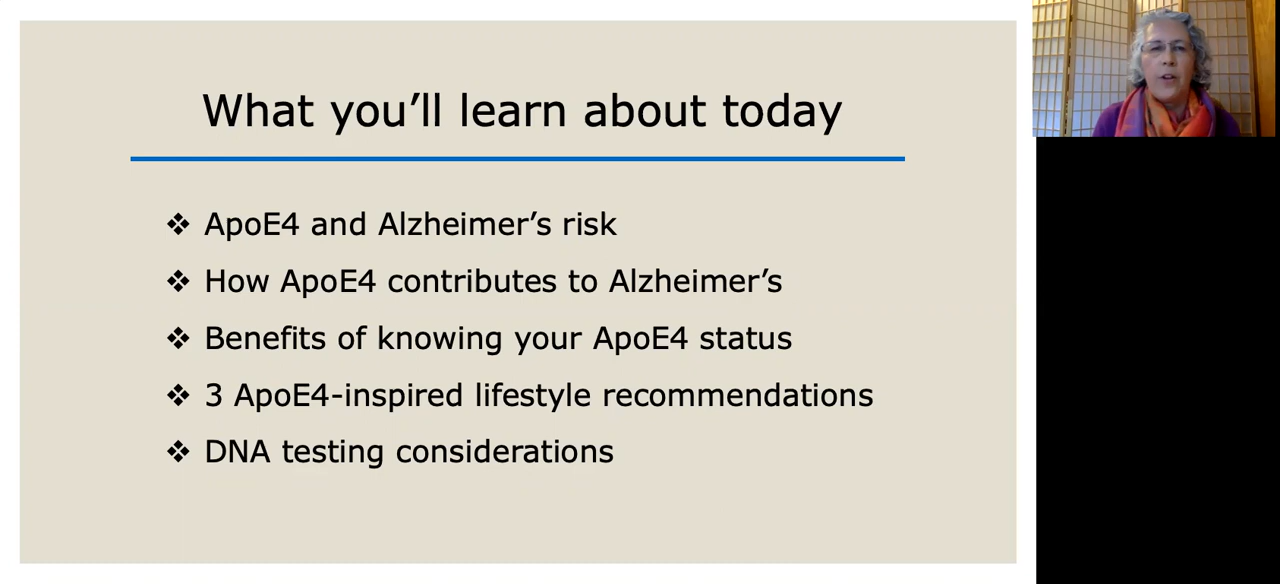 What you’ll learn about today
❖ ApoE4 and Alzheimer’s risk
❖ How ApoE4 contributes to Alzheimer’s
❖ Benefits of knowing your ApoE4 status
❖ 3 ApoE4-inspired lifestyle recommendations
❖ DNA testing considerations